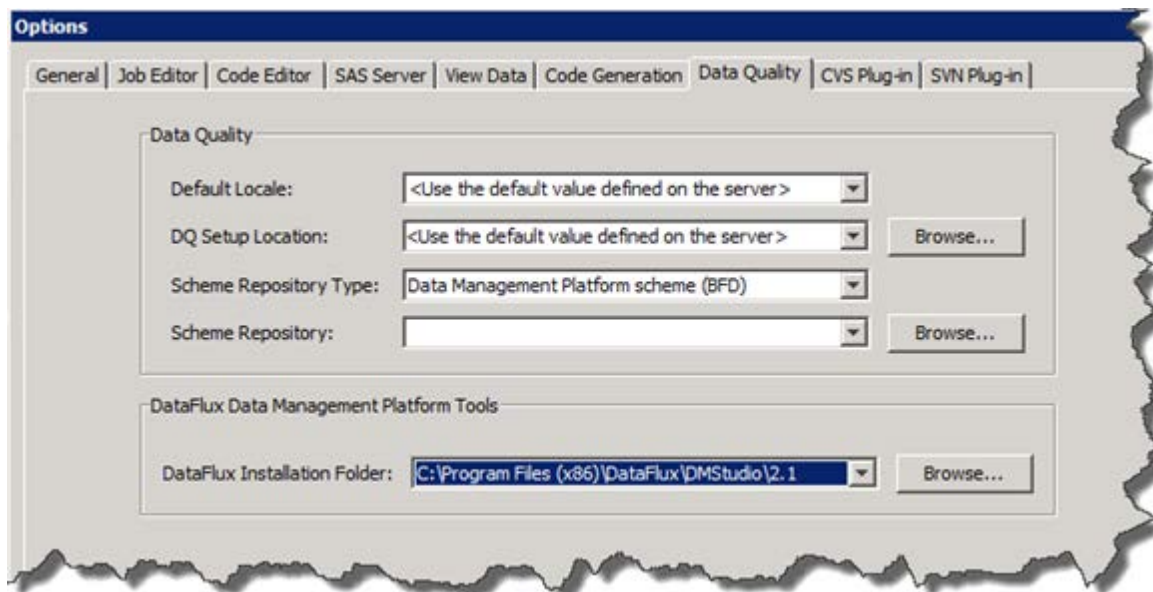 Options
General Job Editor Code Editor SAS Server View Data Code Generation Data Quality CVS Plug-in SVN Plug-in
Data Quality
Default Locale: <Use the default value defined on the server>
DQ Setup Location: <Use the default value defined on the server> Browse...
Scheme Repository Type: Data Management Platform scheme (BFD)
Scheme Repository: Browse...
DataFlux Data Management Platform Tools
DataFlux Installation Folder: C:\Program Files (x86)\DataFlux\DMStudio\2.1 Browse...